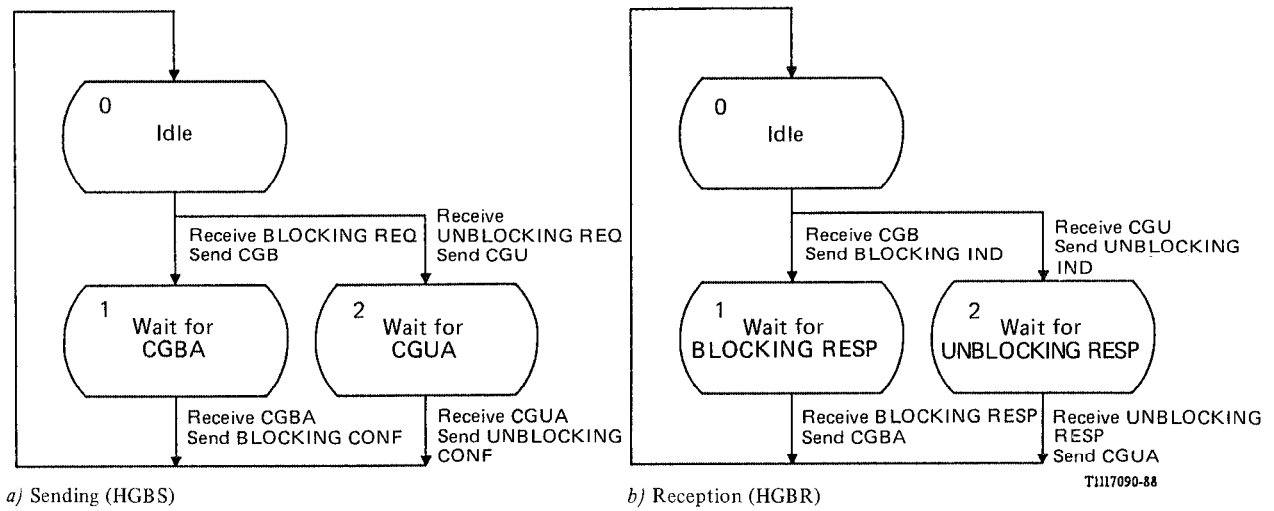 0
Idle
Receive BLOCKING REQ
Send CGB
Receive
UNBLOCKING REQ
Send CGU
1
Wait for
CGBA
2
Wait for
CGUA
Receive CGBA
Send BLOCKING CONF
Receive CGUA
Send UNBLOCKING
CONF
a) Sending (HGBS)
0
Idle
Receive CGB
Send BLOCKING IND
Receive CGU
Send UNBLOCKING
IND
1
Wait for
BLOCKING RESP
2
Wait for
UNBLOCKING RESP
Receive BLOCKING RESP
Send CGBA
Receive UNBLOCKING
RESP
Send CGUA
T1117090-88
b) Reception (HGBR)